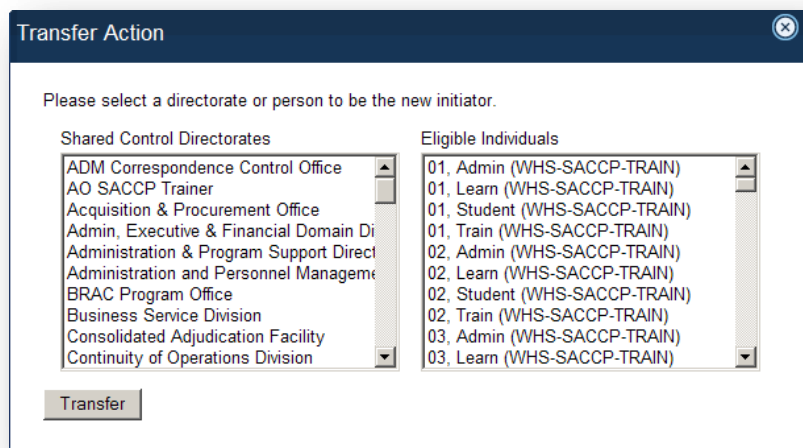 Transfer Action
Please select a directorate or person to be the new initiator.
Shared Control Directorates
ADM Correspondence Control Office
AO SACCP Trainer
Acquisition & Procurement Office
Admin, Executive & Financial Domain Di
Administration & Program Support Direct
Administration and Personnel Manageme
BRAC Program Office
Business Service Division
Consolidated Adjudication Facility
Continuity of Operations Division
Eligible Individuals
01, Admin (WHS-SACCP-TRAIN)
01, Learn (WHS-SACCP-TRAIN)
01, Student (WHS-SACCP-TRAIN)
01, Train (WHS-SACCP-TRAIN)
02, Admin (WHS-SACCP-TRAIN)
02, Learn (WHS-SACCP-TRAIN)
02, Student (WHS-SACCP-TRAIN)
02, Train (WHS-SACCP-TRAIN)
03, Admin (WHS-SACCP-TRAIN)
03, Learn (WHS-SACCP-TRAIN)
Transfer